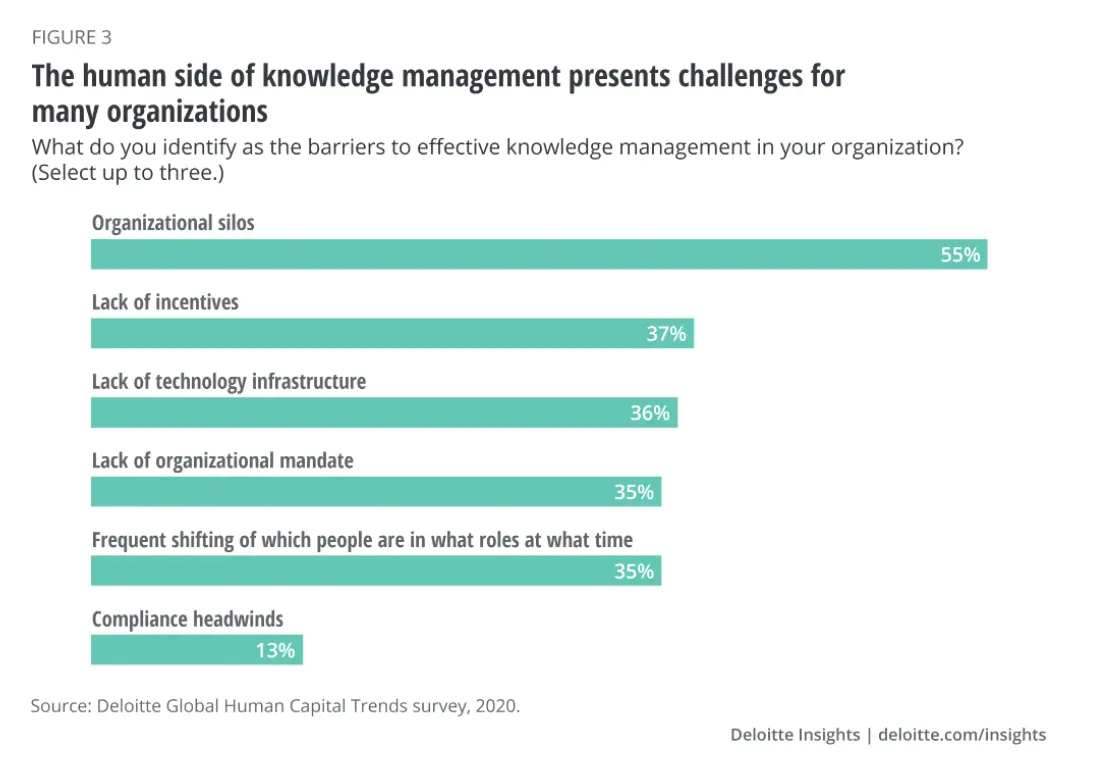 FIGURE 3
The human side of knowledge management presents challenges for
many organizations
What do you identify as the barriers to effective knowledge management in your organization?
(Select up to three.)
Organizational silos
55%
Lack of incentives
37%
Lack of technology infrastructure
36%
Lack of organizational mandate
35%
Frequent shifting of which people are in what roles at what time
35%
Compliance headwinds
13%
Source: Deloitte Global Human Capital Trends survey, 2020.
Deloitte Insights | deloitte.com/insights